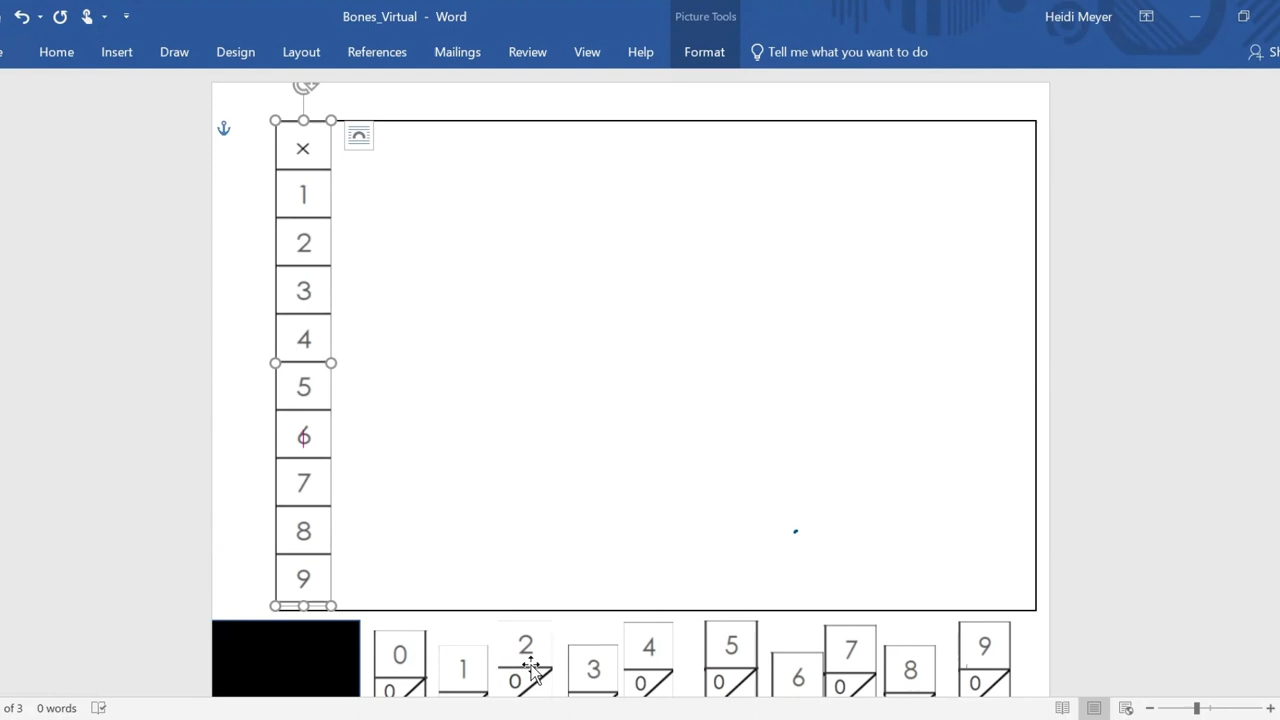 Bones_Virtual - Word
Picture Tools
Heidi Meyer
Home Insert Draw Design Layout References Mailings Review View Help Format Tell me what you want to do
×
1
2
3
4
5
6
7
8
9
0 1 2 3 4 5 6 7 8 9
0 0 0 0 0 0
of 3 0 words